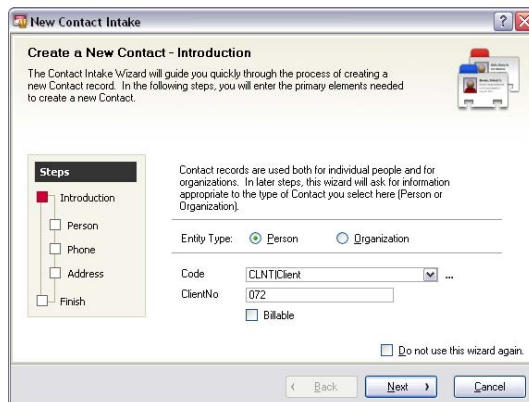 New Contact Intake
Create a New Contact - Introduction
The Contact Intake Wizard will guide you quickly through the process of creating a
new Contact record. In the following steps, you will enter the primary elements needed
to create a new Contact.
Steps
Introduction
Person
Phone
Address
Finish
Contact records are used both for individual people and for
organizations. In later steps, this wizard will ask for information
appropriate to the type of Contact you select here (Person or
Organization).
Entity Type: Person Organization
Code CLNT|Client ...
ClientNo 072
Billable
Do not use this wizard again.
< Back Next > Cancel